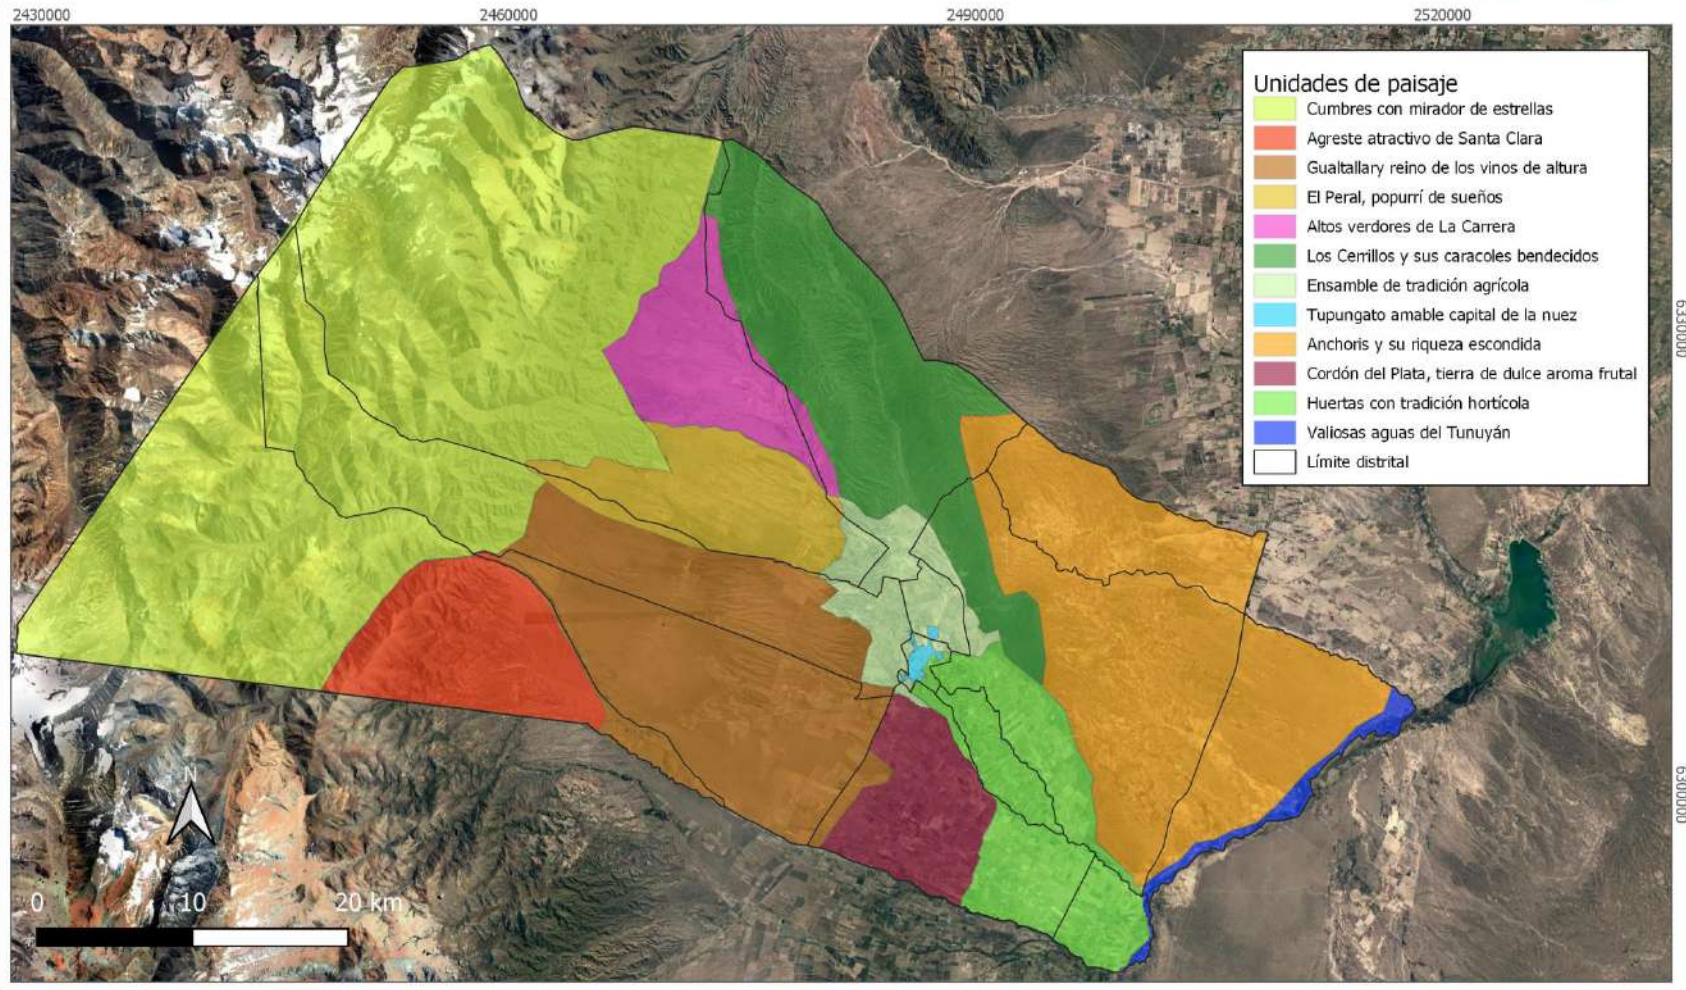 2430000
2460000
2490000
2520000
Unidades de paisaje
Cumbres con mirador de estrellas
Agreste atractivo de Santa Clara
Gualtallary reino de los vinos de altura
El Peral, popurrí de sueños
Altos verdores de La Carrera
Los Cerrillos y sus caracoles bendecidos
Ensamble de tradición agrícola
Tupungato amable capital de la nuez
Anchoris y su riqueza escondida
Cordón del Plata, tierra de dulce aroma frutal
Huertas con tradición hortícola
Valiosas aguas del Tunuyán
Límite distrital
6330000
6300000
N
0 10 20 km